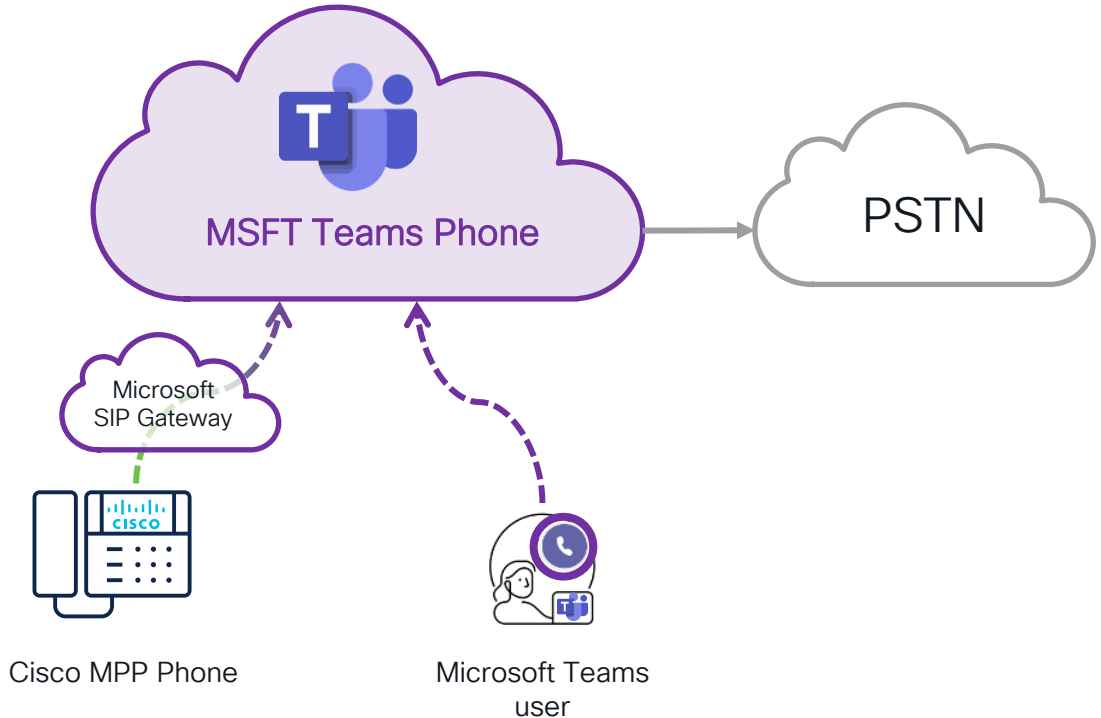 T
MSFT Teams Phone
PSTN
Microsoft
SIP Gateway
CISCO
T
Cisco MPP Phone
Microsoft Teams
user